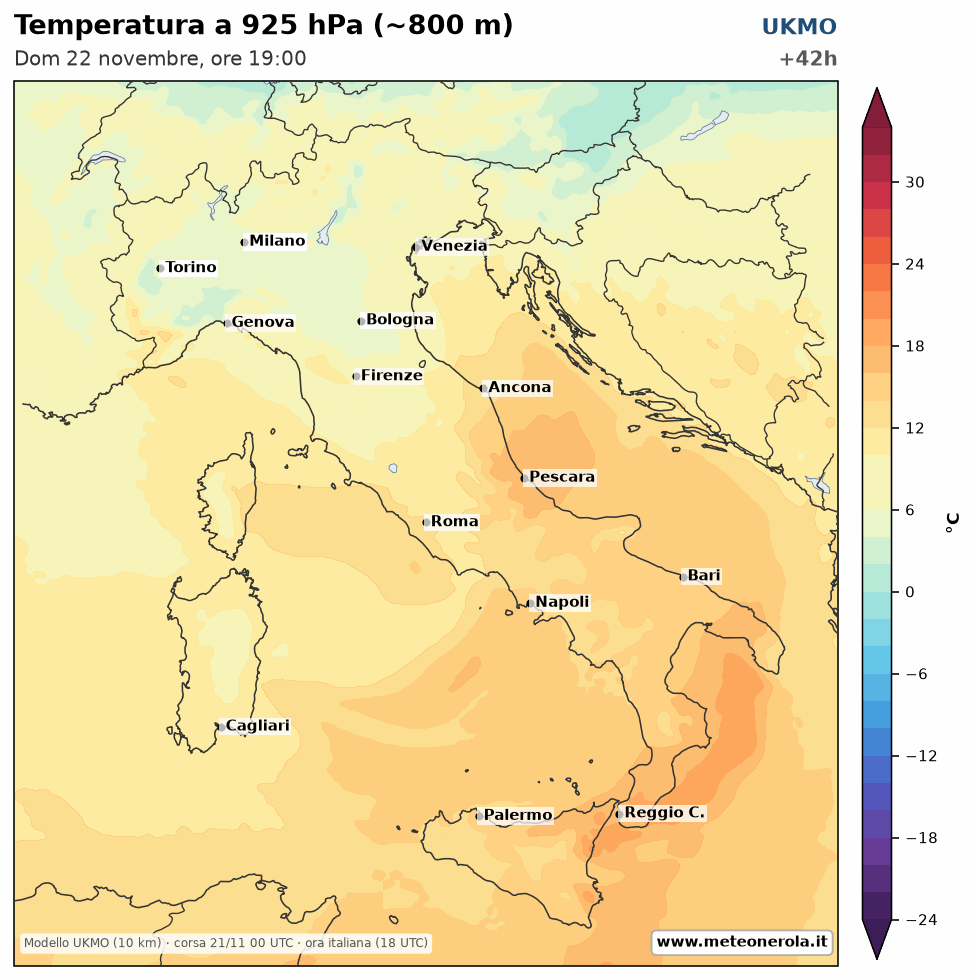 Temperatura a 925 hPa (~800 m)
UKMO
Dom 22 novembre, ore 19:00
+42h
Milano
Venezia
Torino
Genova
Bologna
Firenze
Ancona
Pescara
Roma
Bari
Napoli
Cagliari
Palermo
Reggio C.
30
24
18
12
6
0
−6
−12
−18
−24
°C
Modello UKMO (10 km) · corsa 21/11 00 UTC · ora italiana (18 UTC)
www.meteonerola.it